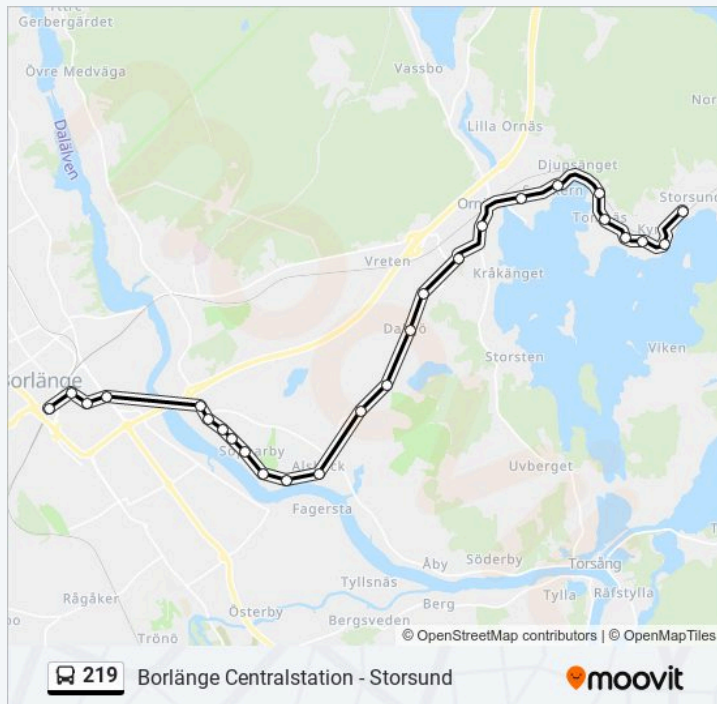 Gerbergärdet
Övre Medväga
Vassbo
Dalälven
Lilla Ornäs
Djupsänget
Storsund
Vreten
Kråkänget
Storsten
Viken
Borlänge
Uvberget
Fagersta
Åby
Söderby
Torsång
Tyllsnäs
Tylla
Räfstylla
Rågåker
Österby
Berg
Bergsveden
Trönö
© OpenStreetMap contributors | © OpenMapTiles
219 Borlänge Centralstation - Storsund
moovit